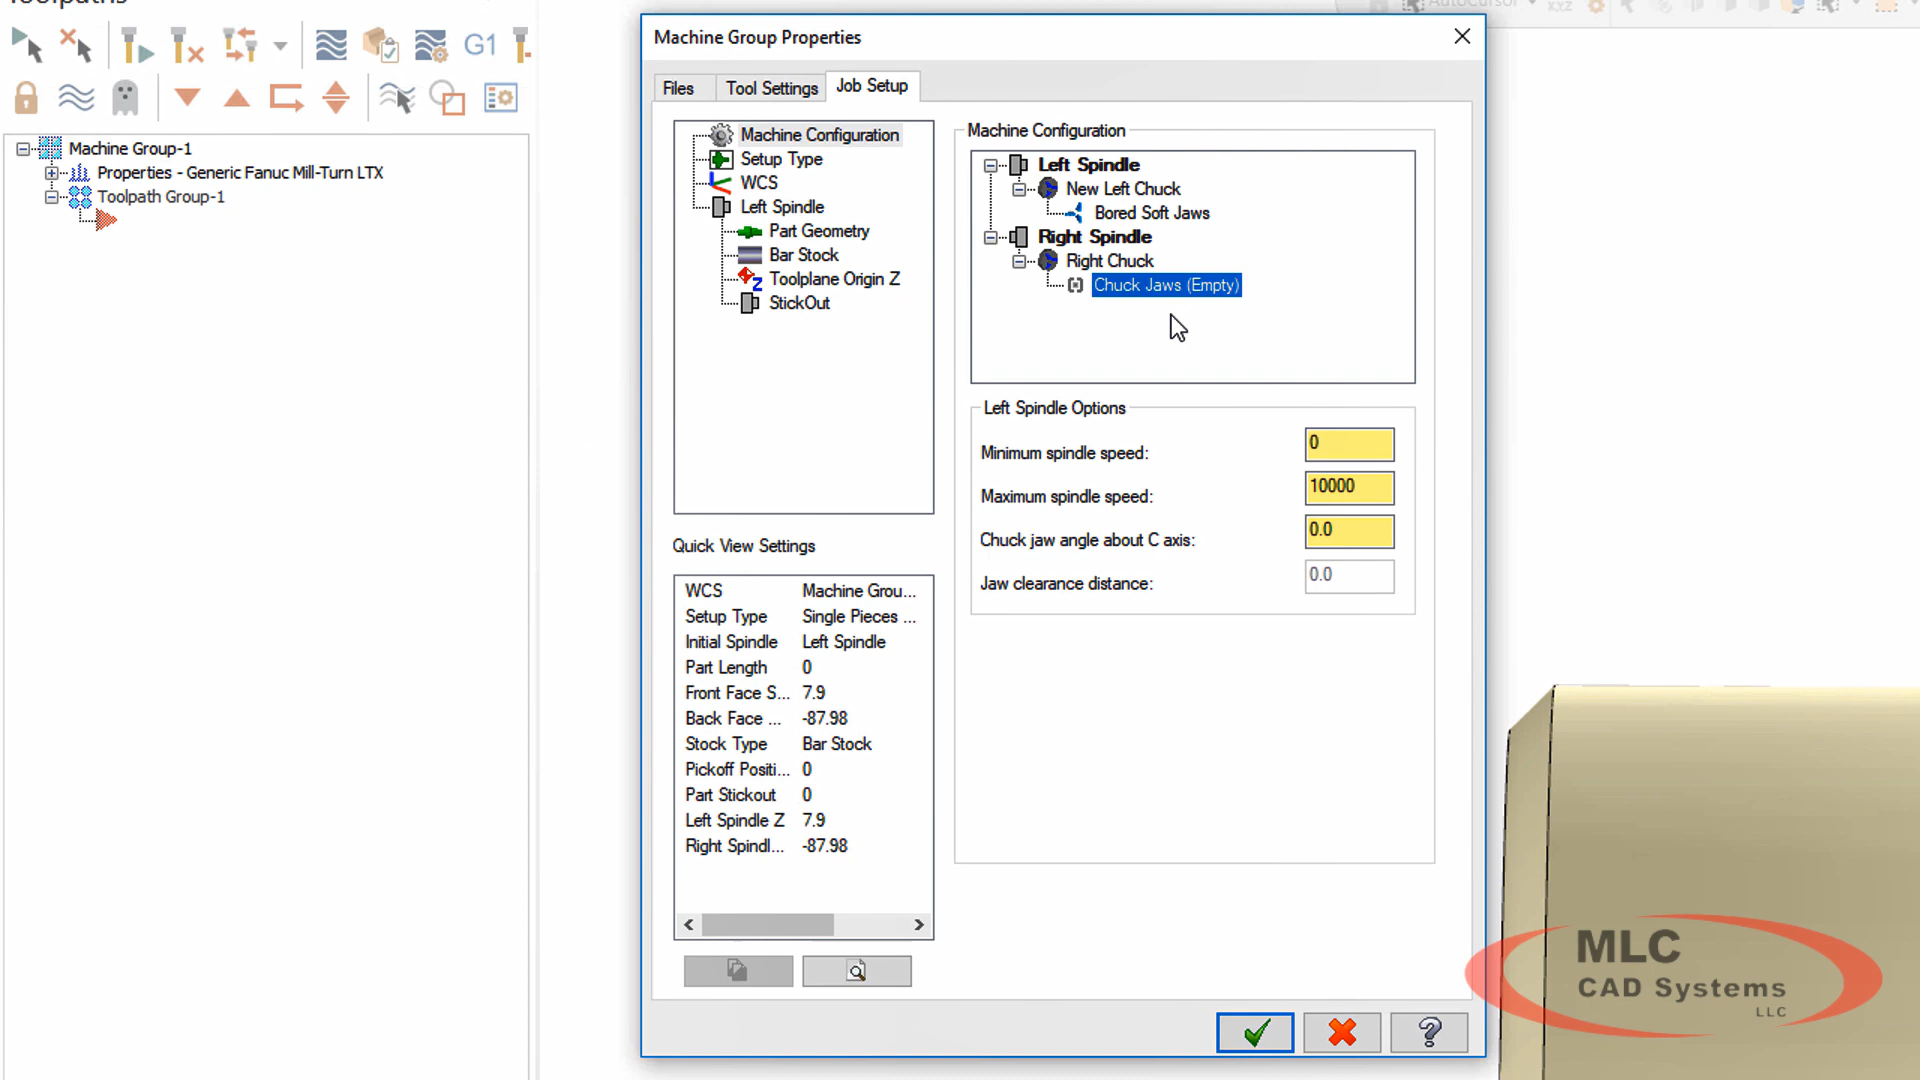 Toolpaths
AutoCursor
XYZ
G1
Machine Group-1
Properties - Generic Fanuc Mill-Turn LTX
Toolpath Group-1
Machine Group Properties
Files
Tool Settings
Job Setup
Machine Configuration
Setup Type
WCS
Left Spindle
Part Geometry
Bar Stock
Z
Toolplane Origin Z
StickOut
Machine Configuration
Left Spindle
New Left Chuck
Bored Soft Jaws
Right Spindle
Right Chuck
Chuck Jaws (Empty)
Left Spindle Options
Minimum spindle speed: 0
Maximum spindle speed: 10000
Chuck jaw angle about C axis: 0.0
Jaw clearance distance: 0.0
Quick View Settings
WCS Machine Grou...
Setup Type Single Pieces ...
Initial Spindle Left Spindle
Part Length 0
Front Face S... 7.9
Back Face ... -87.98
Stock Type Bar Stock
Pickoff Positi... 0
Part Stickout 0
Left Spindle Z 7.9
Right Spindl... -87.98
MLC
CAD Systems
LLC